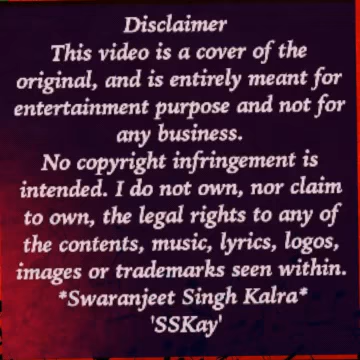 Disclaimer
This video is a cover of the
original, and is entirely meant for
entertainment purpose and not for
any business.
No copyright infringement is
intended. I do not own, nor claim
to own, the legal rights to any of
the contents, music, lyrics, logos,
images or trademarks seen within.
*Swaranjeet Singh Kalra*
'SSKay'